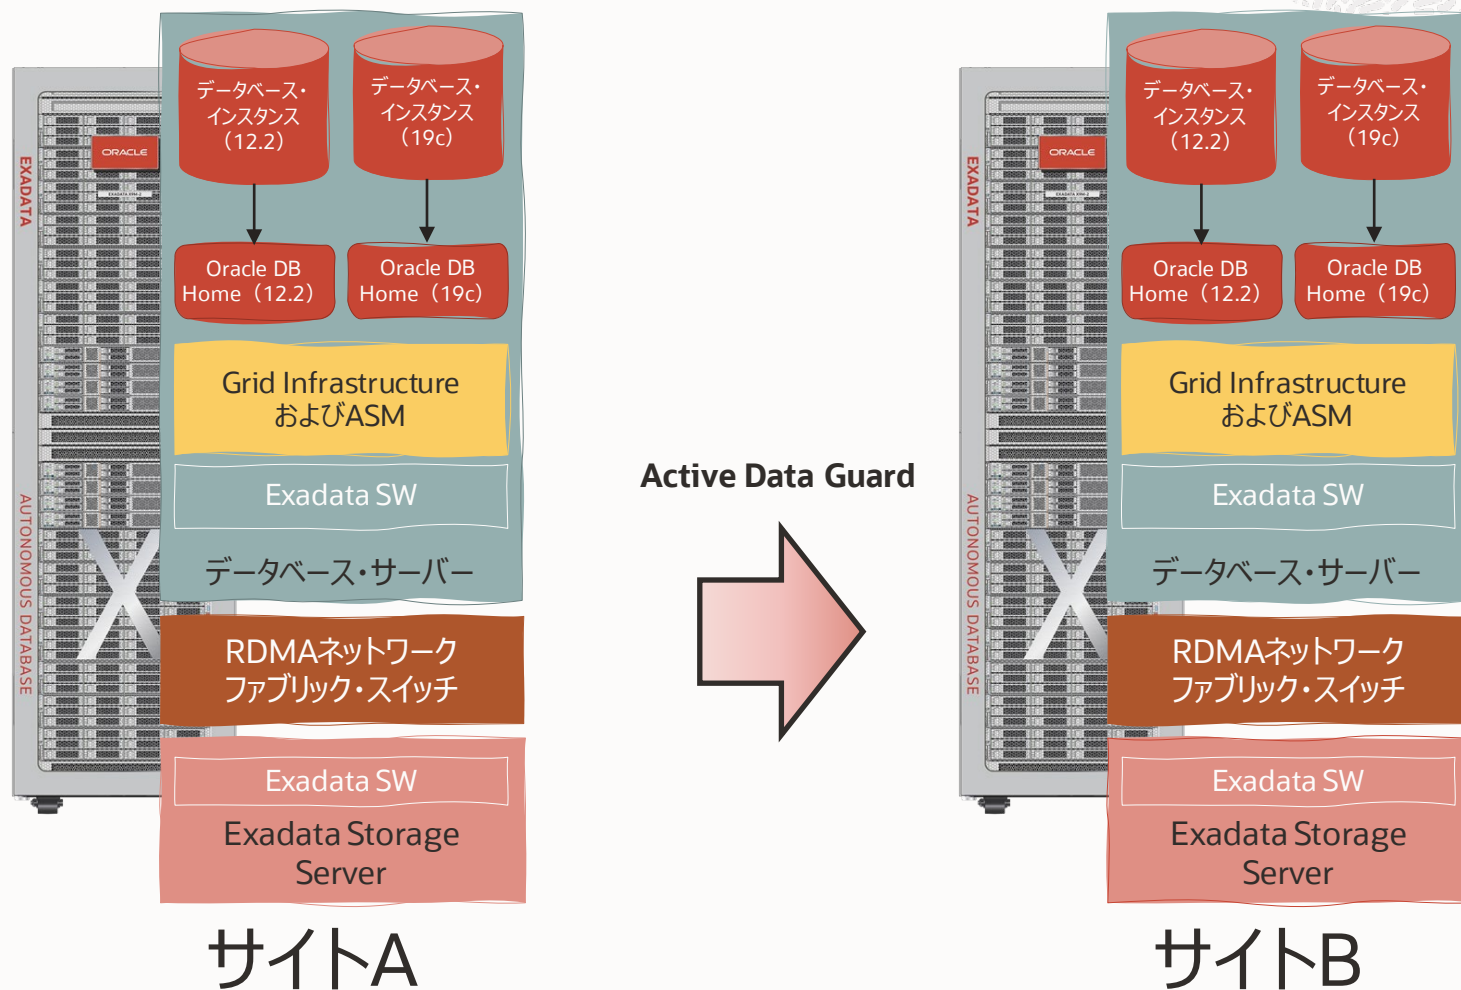 データベース・
インスタンス
（12.2）
データベース・
インスタンス
（19c）
ORACLE
EXADATA
Oracle DB
Home（12.2）
Oracle DB
Home（19c）
Grid Infrastructure
およびASM
Exadata SW
データベース・サーバー
AUTONOMOUS DATABASE
RDMAネットワーク
ファブリック・スイッチ
Exadata SW
Exadata Storage
Server
サイトA
Active Data Guard
データベース・
インスタンス
（12.2）
データベース・
インスタンス
（19c）
ORACLE
EXADATA
Oracle DB
Home（12.2）
Oracle DB
Home（19c）
Grid Infrastructure
およびASM
Exadata SW
データベース・サーバー
AUTONOMOUS DATABASE
RDMAネットワーク
ファブリック・スイッチ
Exadata SW
Exadata Storage
Server
サイトB